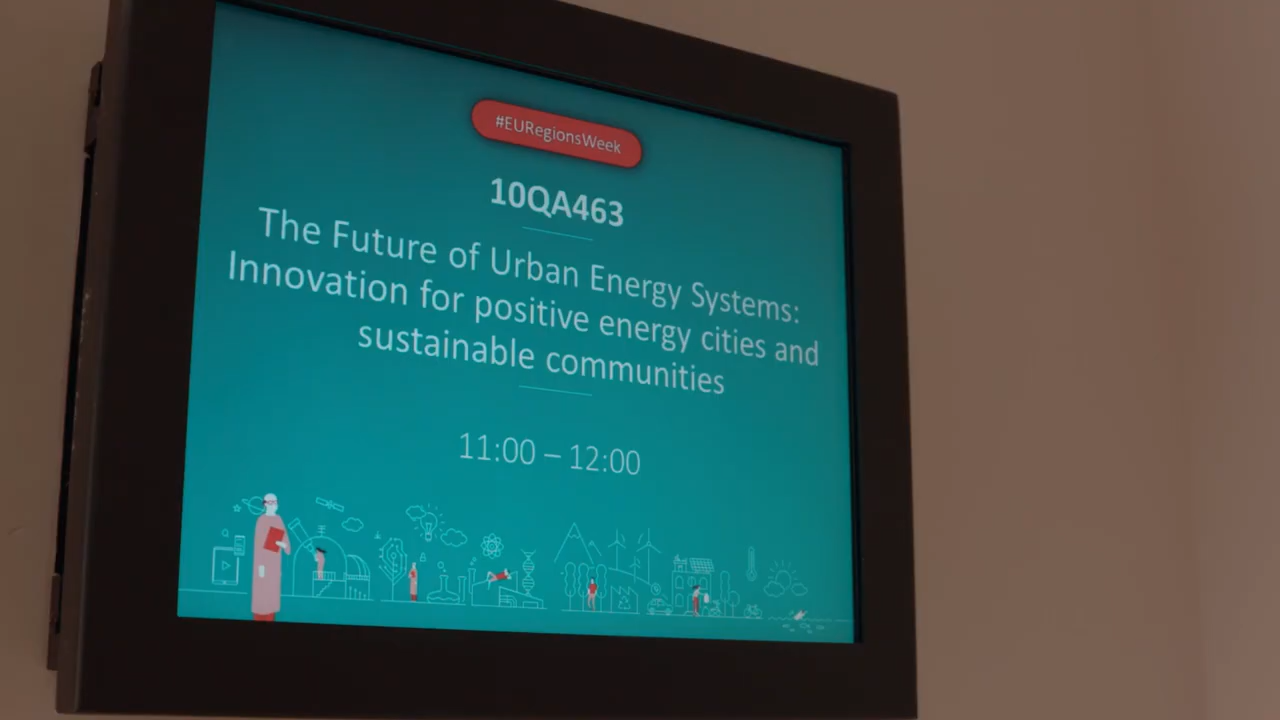 #EURegionsWeek
10QA463
The Future of Urban Energy Systems:
Innovation for positive energy cities and
sustainable communities
11:00 – 12:00